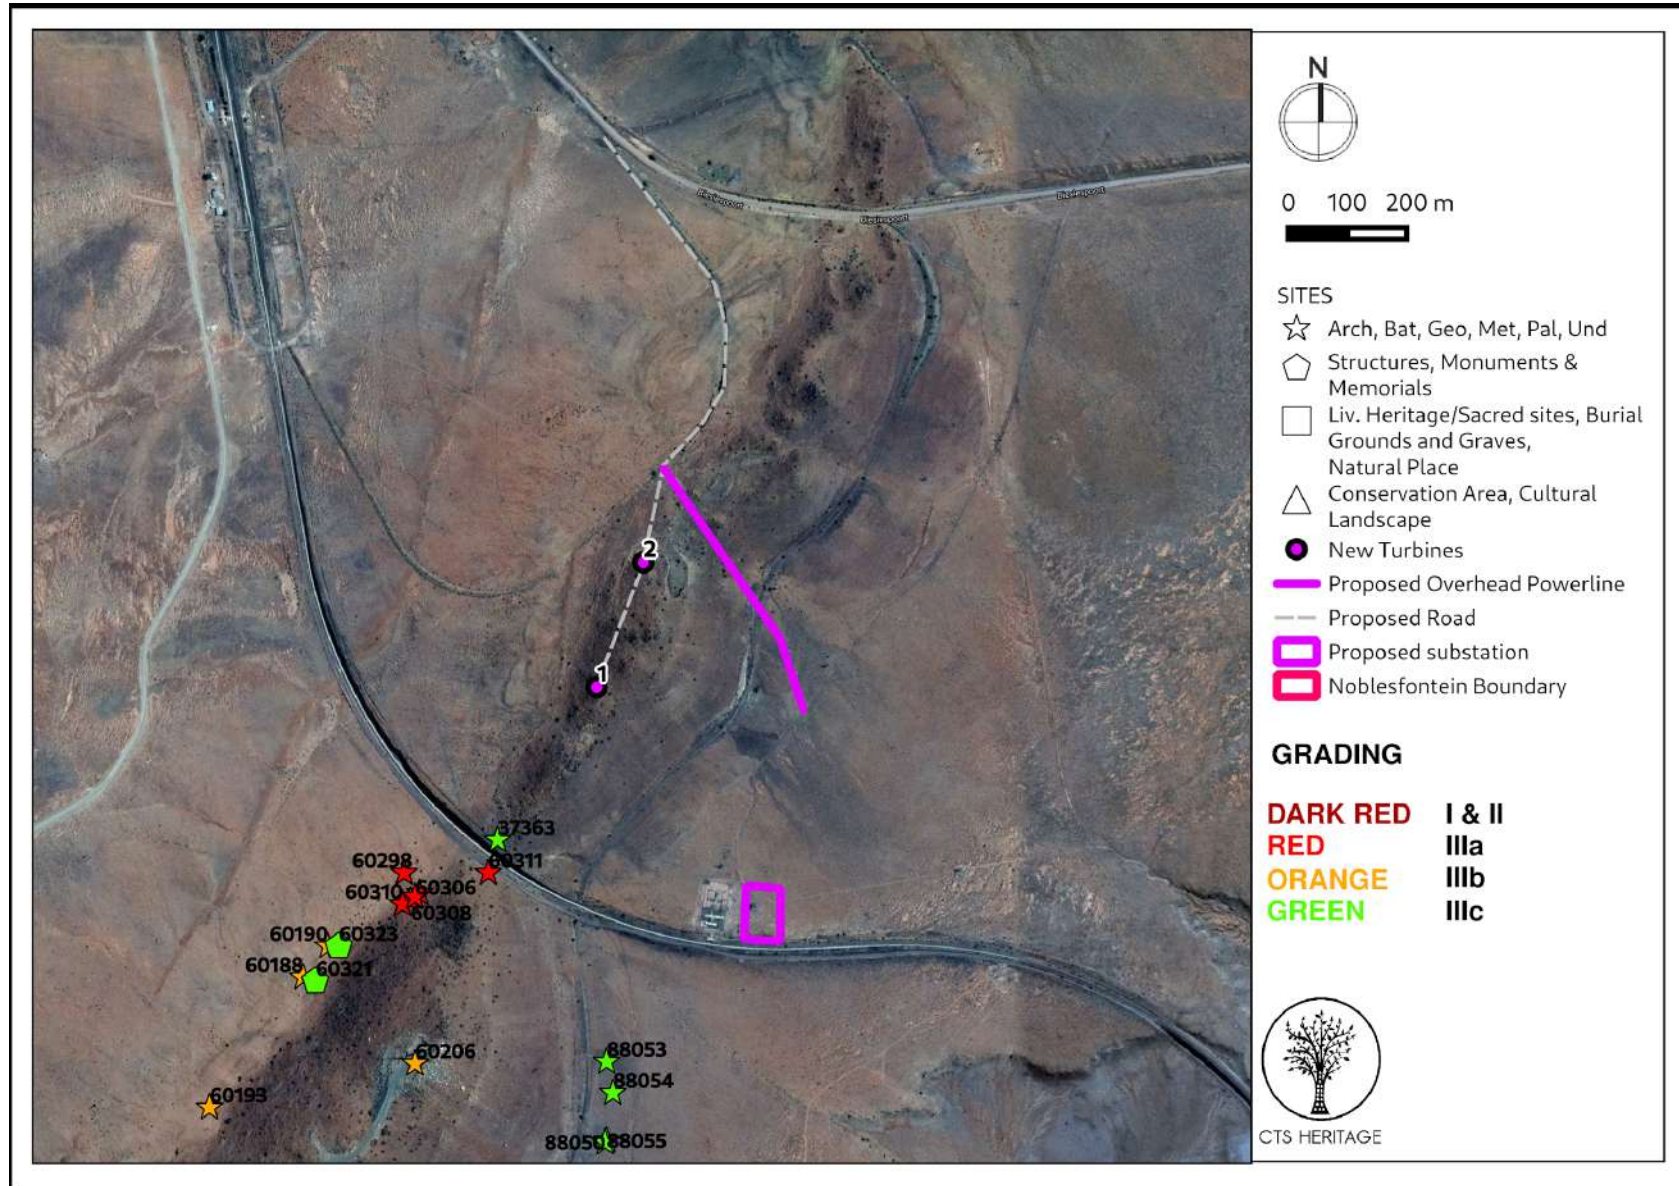 N
0 100 200 m
SITES
Arch, Bat, Geo, Met, Pal, Und
Structures, Monuments &
Memorials
Liv. Heritage/Sacred sites, Burial
Grounds and Graves,
Natural Place
Conservation Area, Cultural
Landscape
New Turbines
Proposed Overhead Powerline
Proposed Road
Proposed substation
Noblesfontein Boundary
GRADING
DARK RED I & II
RED IIIa
ORANGE IIIb
GREEN IIIc
CTS HERITAGE
Biesiespoort
Biesiespoort
Biesiespoort
2
1
37363
60298
60311
60310
60306
60308
60190
60323
60188
60321
60206
60193
88053
88054
88055